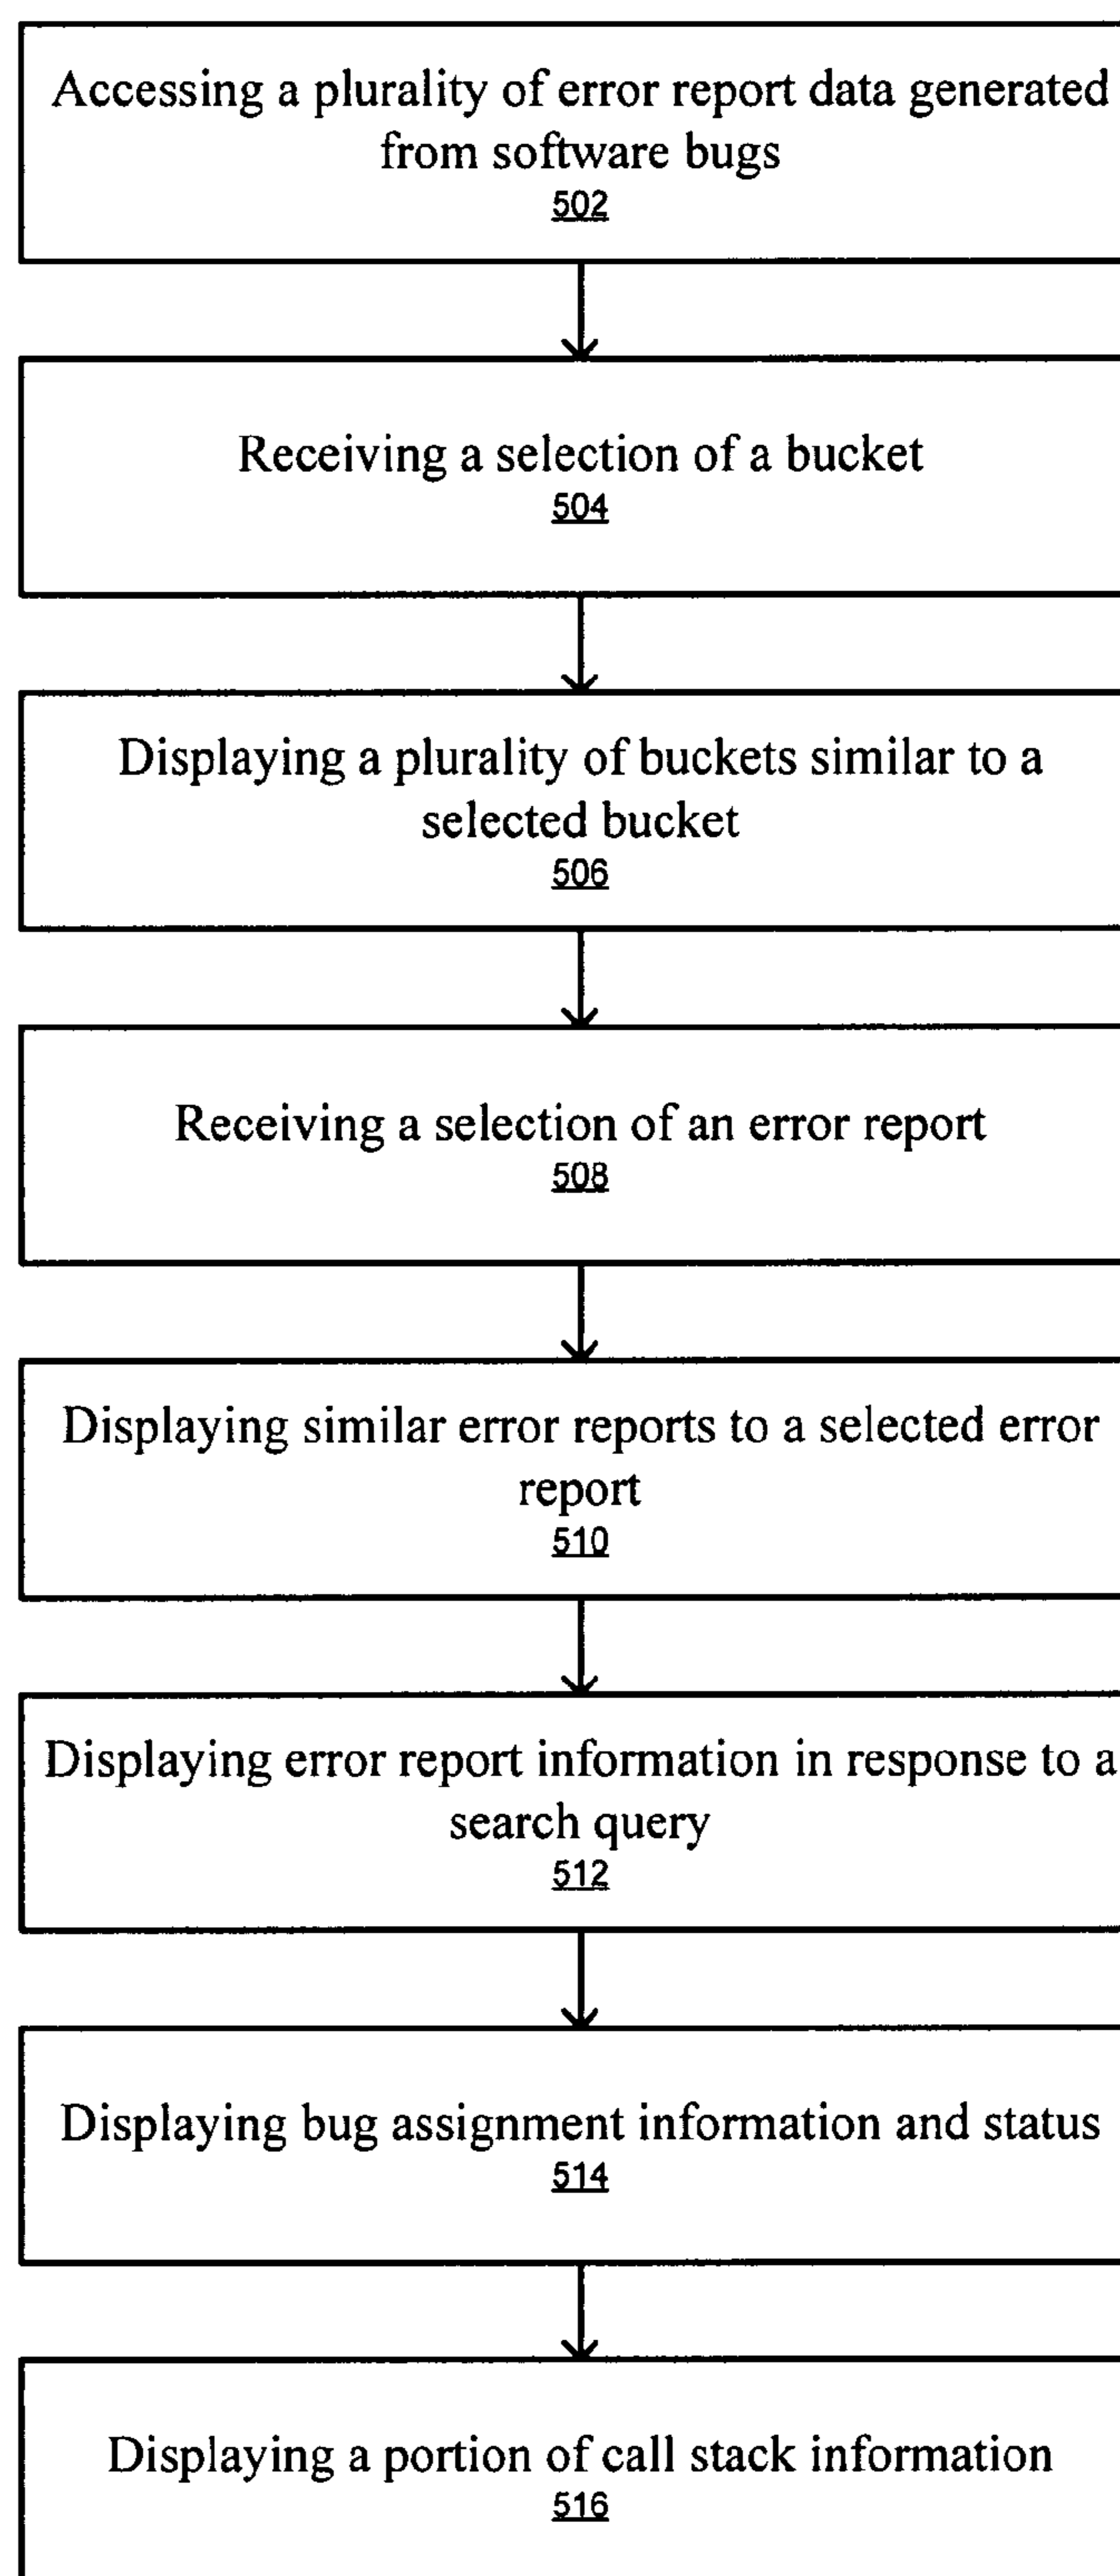 Accessing a plurality of error report data generated
from software bugs
502
Receiving a selection of a bucket
504
Displaying a plurality of buckets similar to a
selected bucket
506
Receiving a selection of an error report
508
Displaying similar error reports to a selected error
report
510
Displaying error report information in response to a
search query
512
Displaying bug assignment information and status
514
Displaying a portion of call stack information
516